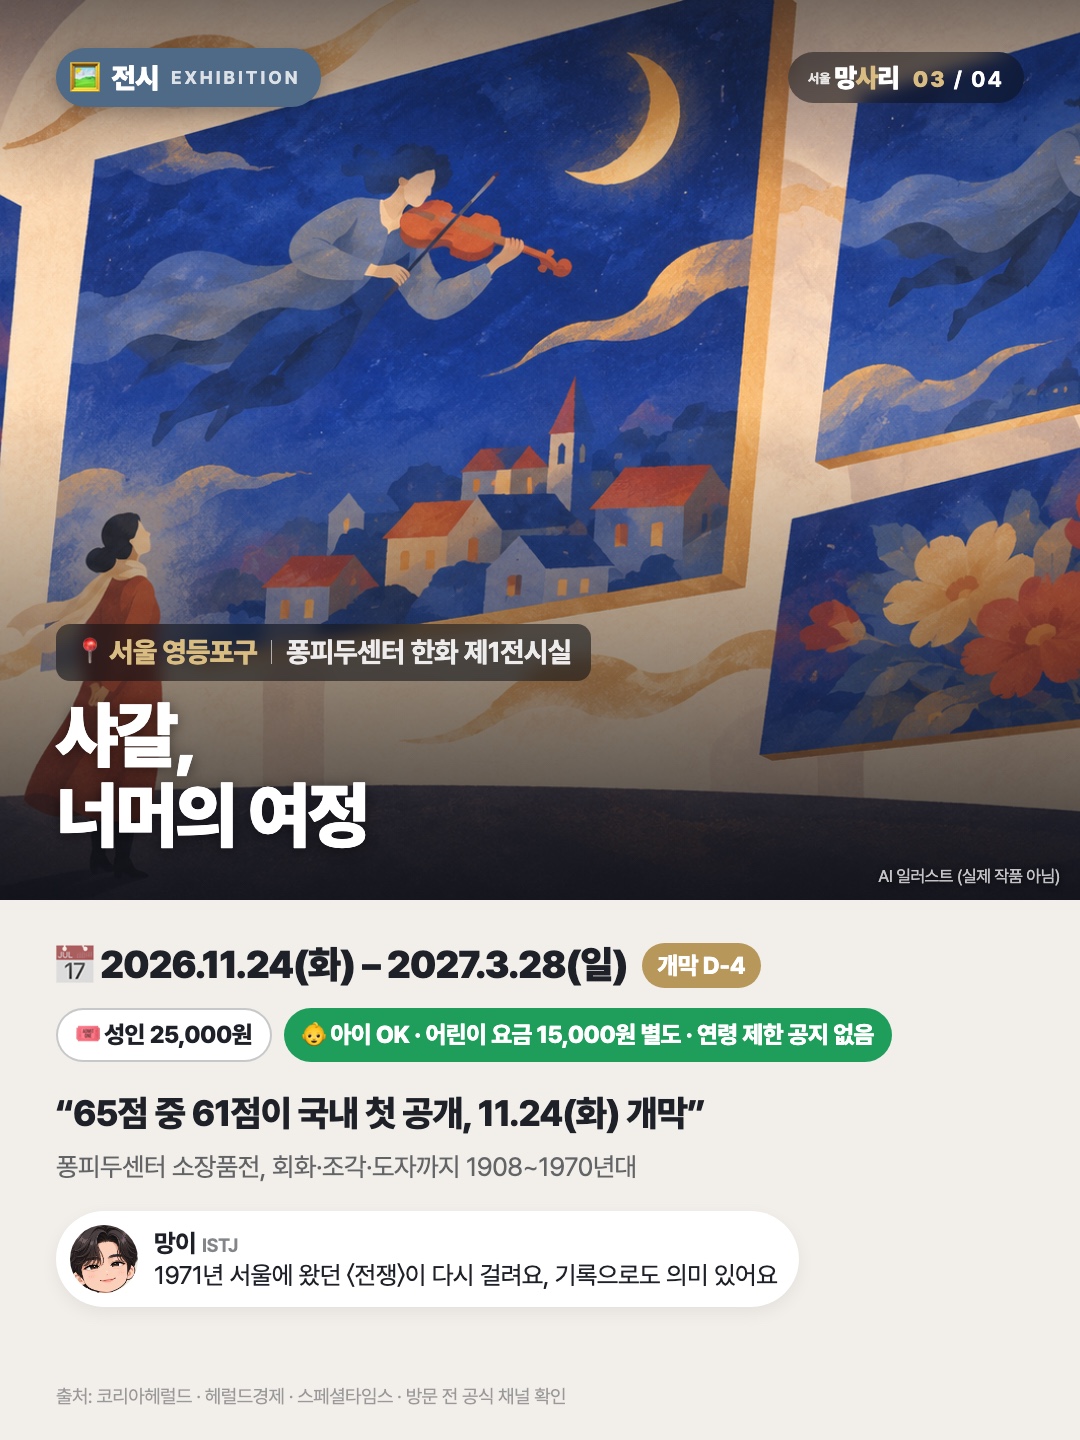 전시 EXHIBITION
서울 망사리 03 / 04
서울 영등포구 | 퐁피두센터 한화 제1전시실
샤갈,
너머의 여정
AI 일러스트 (실제 작품 아님)
JUL 17
2026.11.24(화) – 2027.3.28(일) 개막 D-4
성인 25,000원
아이 OK · 어린이 요금 15,000원 별도 · 연령 제한 공지 없음
“65점 중 61점이 국내 첫 공개, 11.24(화) 개막”
퐁피두센터 소장품전, 회화·조각·도자까지 1908~1970년대
망이 ISTJ
1971년 서울에 왔던 〈전쟁〉이 다시 걸려요, 기록으로도 의미 있어요
출처: 코리아헤럴드 · 헤럴드경제 · 스페셜타임스 · 방문 전 공식 채널 확인